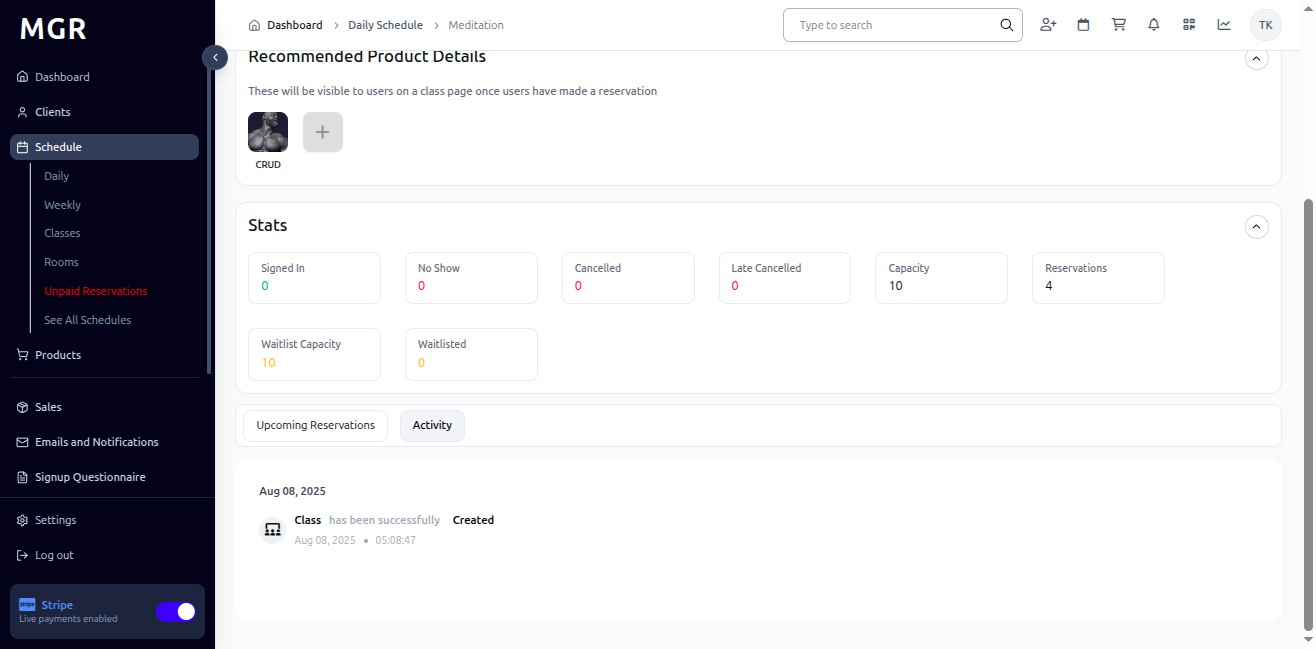 MGR
Dashboard
Clients
Schedule
Daily
Weekly
Classes
Rooms
Unpaid Reservations
See All Schedules
Products
Sales
Emails and Notifications
Signup Questionnaire
Settings
Log out
stripe Stripe
Live payments enabled
Dashboard > Daily Schedule > Meditation
Type to search
TK
Recommended Product Details
These will be visible to users on a class page once users have made a reservation
CRUD
Stats
Signed In
0
No Show
0
Cancelled
0
Late Cancelled
0
Capacity
10
Reservations
4
Waitlist Capacity
10
Waitlisted
0
Upcoming Reservations
Activity
Aug 08, 2025
Class has been successfully Created
Aug 08, 2025 • 05:08:47